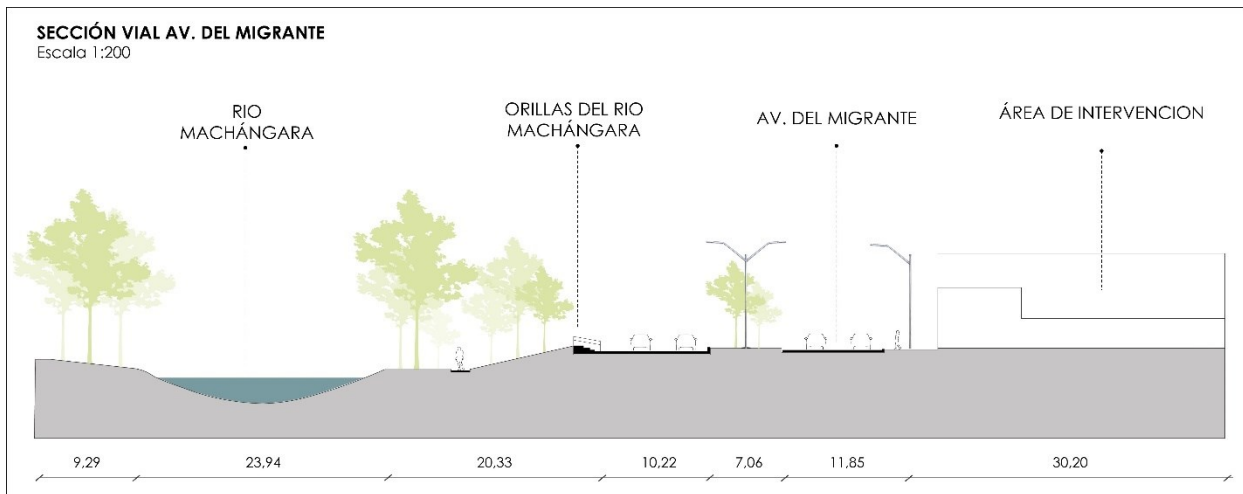 SECCIÓN VIAL AV. DEL MIGRANTE
Escala 1:200
RIO
MACHÁNGARA
ORILLAS DEL RIO
MACHÁNGARA
AV. DEL MIGRANTE
ÁREA DE INTERVENCION
9,29
23,94
20,33
10,22
7,06
11,85
30,20